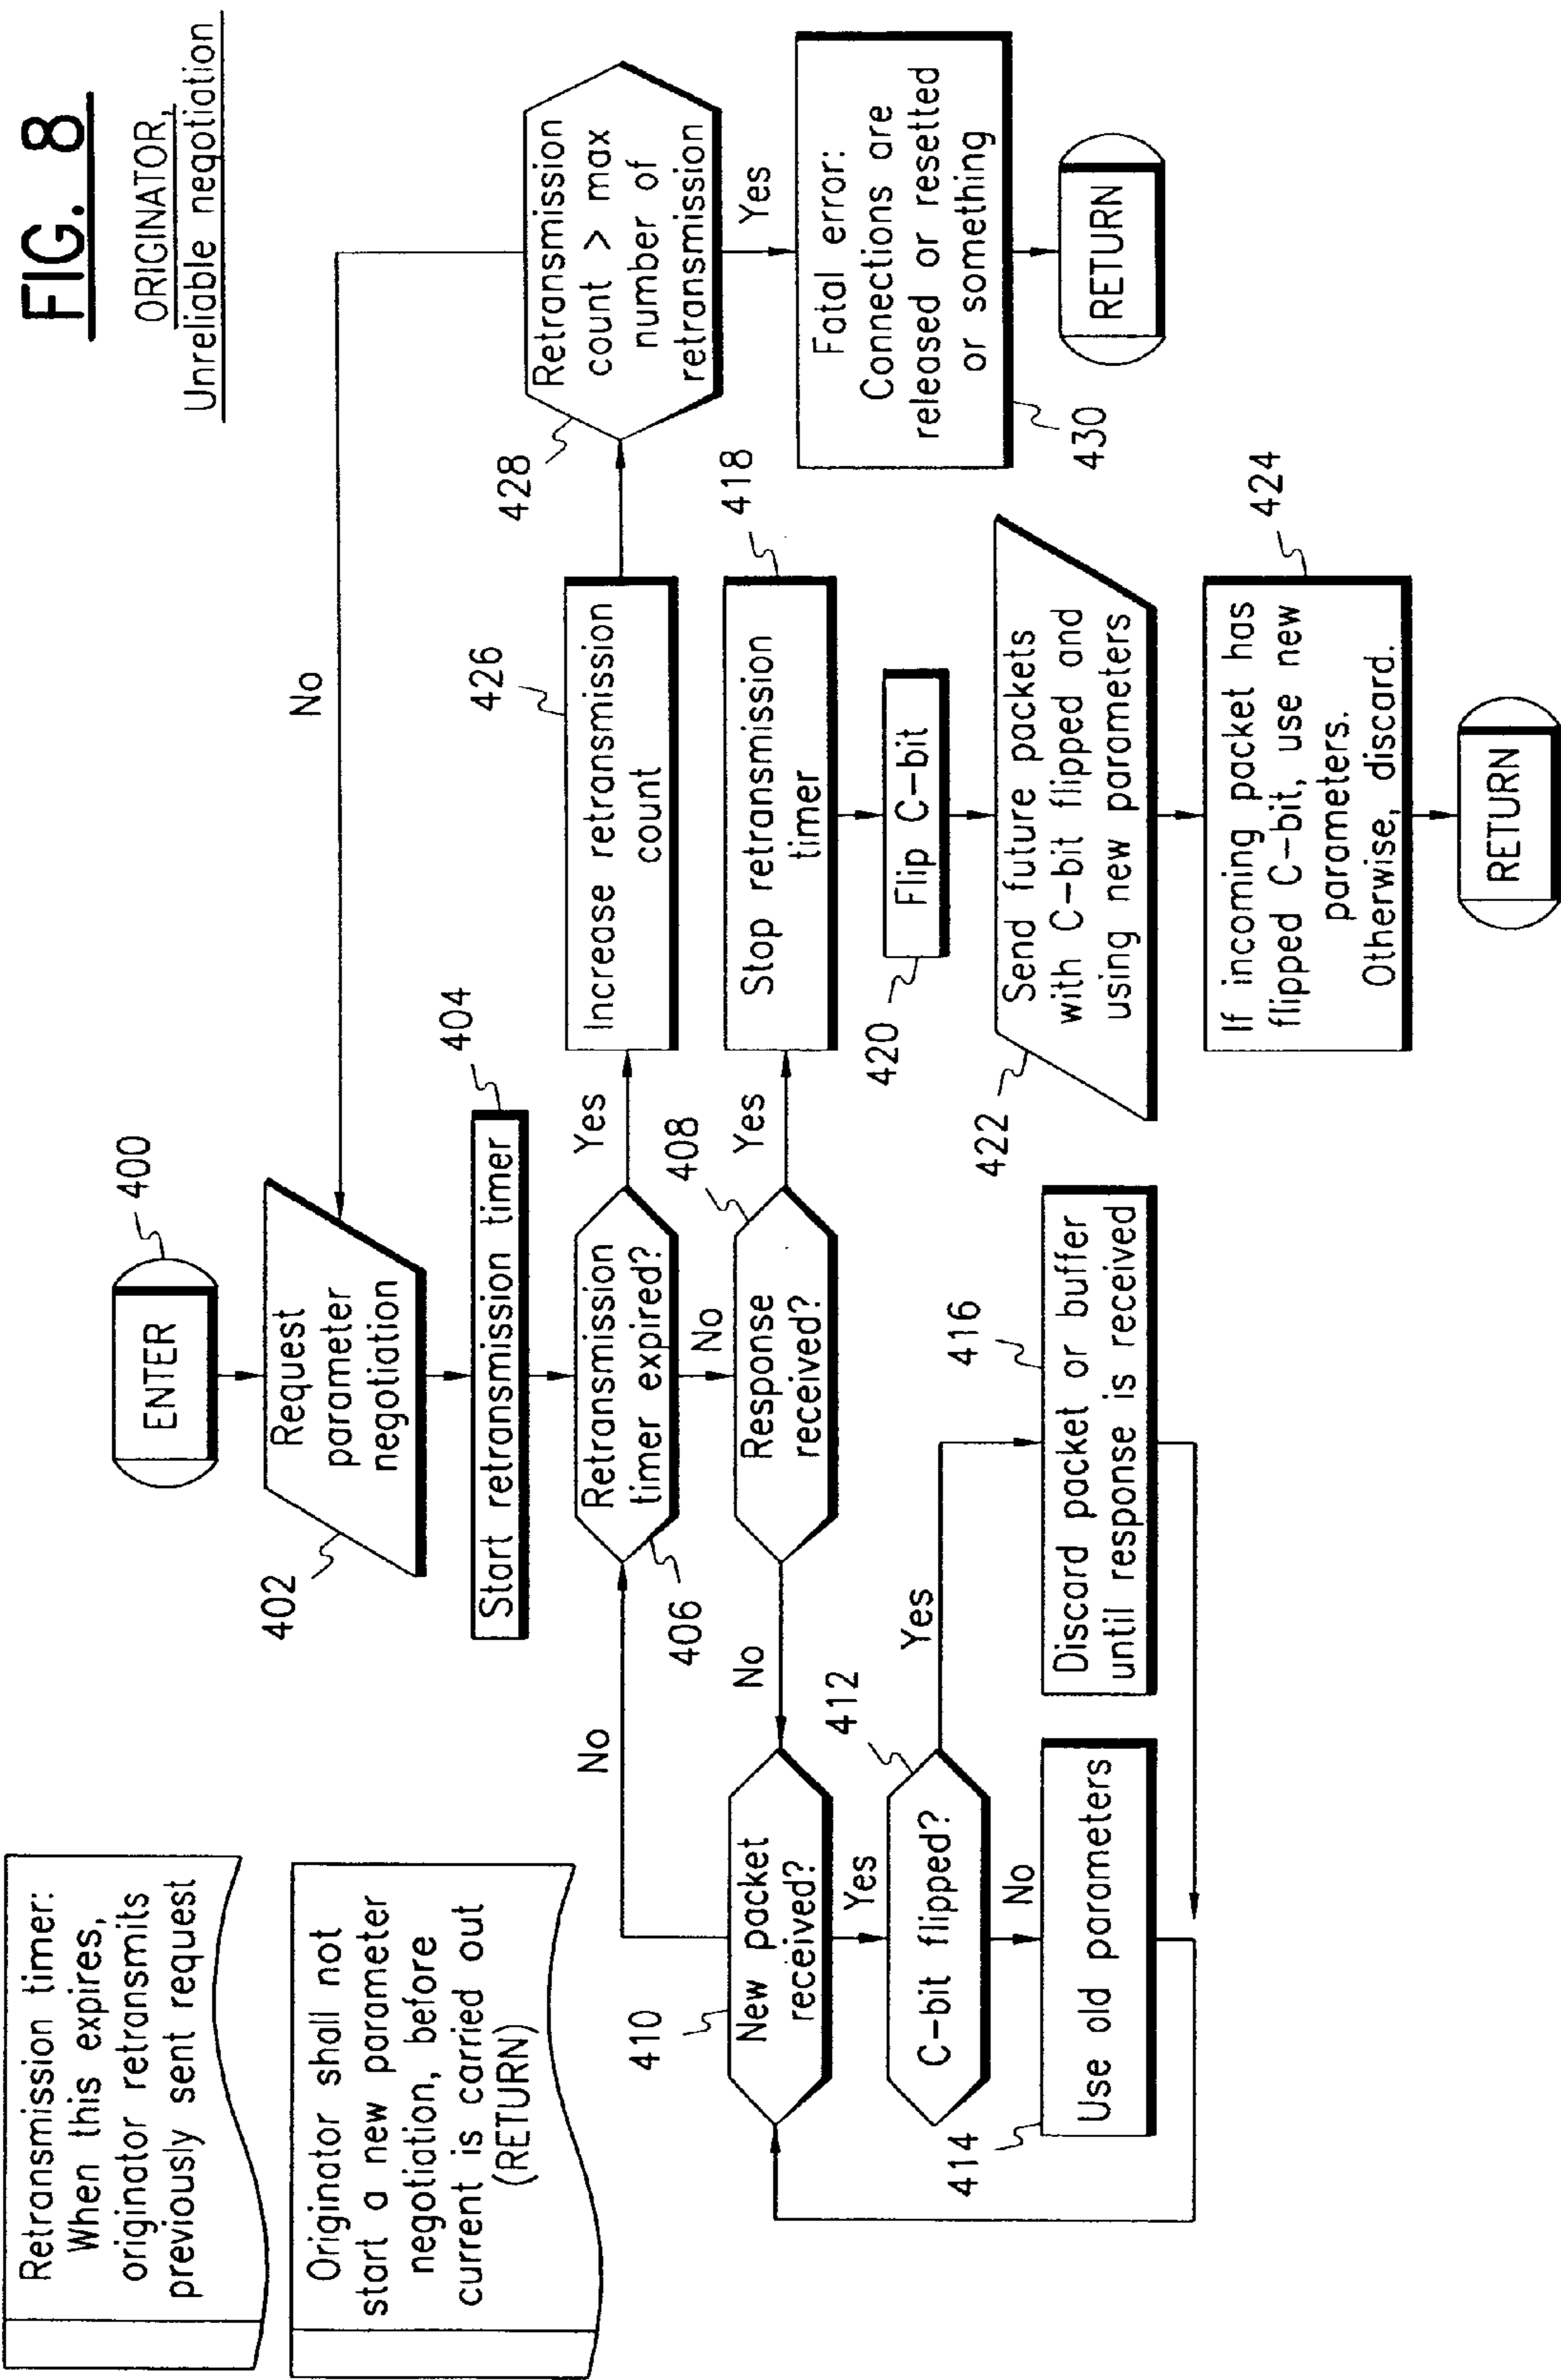 FIG. 8
ORIGINATOR,
Unreliable negotiation
Retransmission timer:
When this expires,
originator retransmits
previously sent request
Originator shall not
start a new parameter
negotiation, before
current is carried out
(RETURN)
ENTER
400
Request
parameter
negotiation
402
Start retransmission timer
404
Retransmission
timer expired?
406
Yes
No
Increase retransmission
count
426
Retransmission
count > max
number of
retransmission
428
No
Yes
Fatal error:
Connections are
released or resetted
or something
430
RETURN
Response
received?
408
Yes
No
Stop retransmission
timer
418
Flip C-bit
420
Send future packets
with C-bit flipped and
using new parameters
422
If incoming packet has
flipped C-bit, use new
parameters.
Otherwise, discard.
424
RETURN
New packet
received?
410
No
Yes
C-bit flipped?
412
Yes
No
Use old parameters
414
Discard packet or buffer
until response is received
416